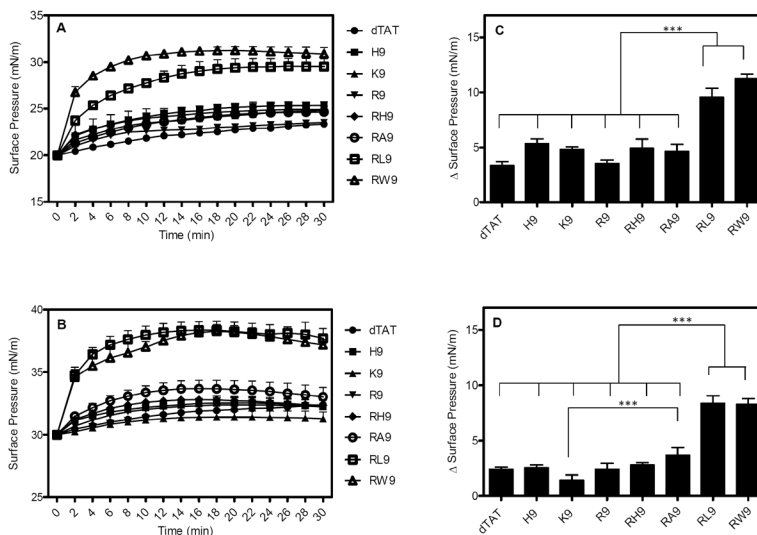 A
Surface Pressure (mN/m)
35
30
25
20
15
0 2 4 6 8 10 12 14 16 18 20 22 24 26 28 30
Time (min)
dTAT
H9
K9
R9
RH9
RA9
RL9
RW9
C
Δ Surface Pressure (mN/m)
15
10
5
0
***
dTAT H9 K9 R9 RH9 RA9 RL9 RW9
B
Surface Pressure (mN/m)
40
35
30
25
0 2 4 6 8 10 12 14 16 18 20 22 24 26 28 30
Time (min)
dTAT
H9
K9
R9
RH9
RA9
RL9
RW9
D
Δ Surface Pressure (mN/m)
15
10
5
0
***
***
dTAT H9 K9 R9 RH9 RA9 RL9 RW9